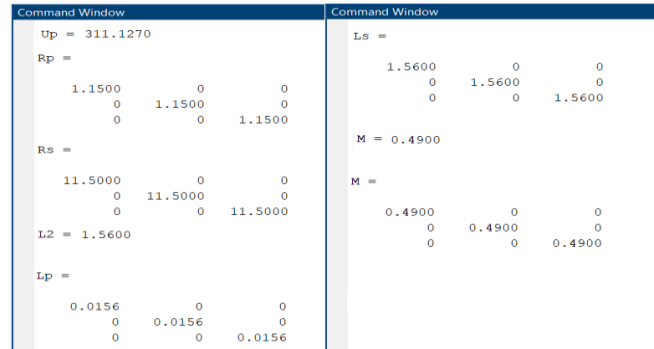 Command Window
Up = 311.1270
Rp =
1.1500 0 0
0 1.1500 0
0 0 1.1500
Rs =
11.5000 0 0
0 11.5000 0
0 0 11.5000
L2 = 1.5600
Lp =
0.0156 0 0
0 0.0156 0
0 0 0.0156
Command Window
Ls =
1.5600 0 0
0 1.5600 0
0 0 1.5600
M = 0.4900
M =
0.4900 0 0
0 0.4900 0
0 0 0.4900